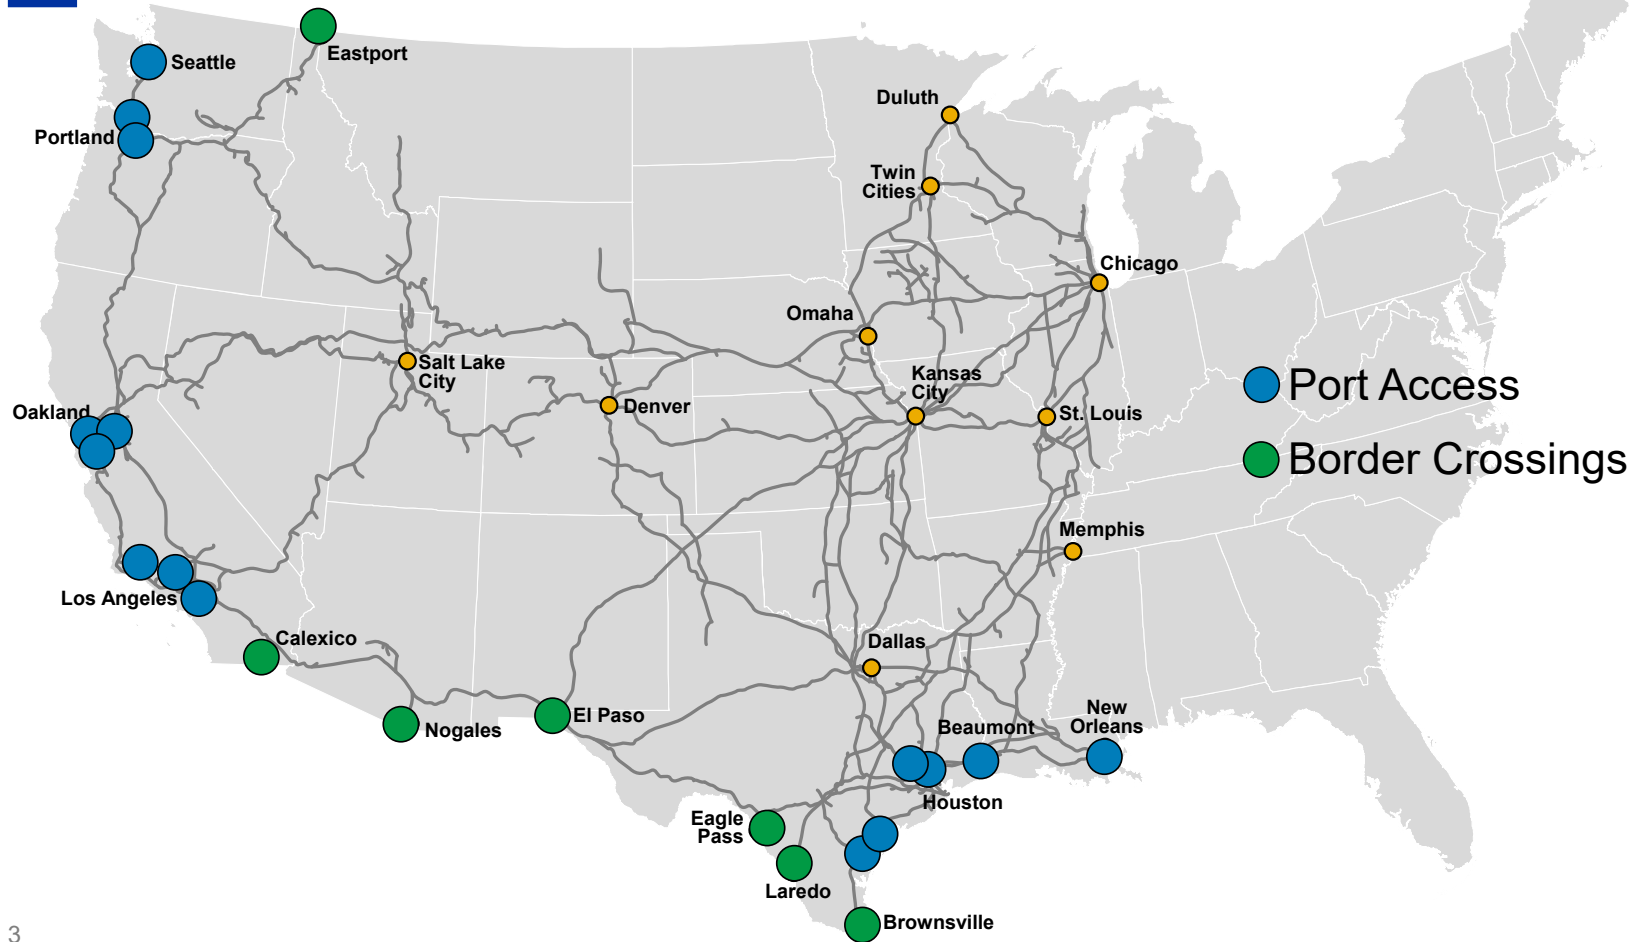 Eastport
Seattle
Duluth
Portland
Twin
Cities
Chicago
Omaha
Salt Lake
City
Kansas
City
Port Access
Denver
Oakland
St. Louis
Border Crossings
Memphis
Los Angeles
Calexico
Dallas
El Paso
Nogales
New
Orleans
Beaumont
Houston
Eagle
Pass
Laredo
Brownsville
3